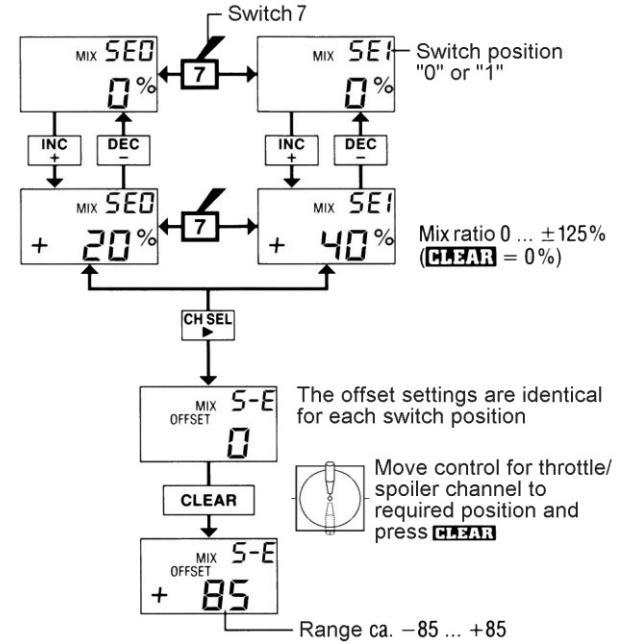 Switch 7
MIX SE0
0%
7
MIX SE1
0%
Switch position
"0" or "1"
INC
+
DEC
–
INC
+
DEC
–
MIX SE0
+ 20%
7
MIX SE1
+ 40%
Mix ratio 0 ... ±125%
(CLEAR = 0%)
CH SEL
▶
MIX S-E
OFFSET
0
The offset settings are identical
for each switch position
CLEAR
Move control for throttle/
spoiler channel to
required position and
press CLEAR
MIX S-E
OFFSET
+ 85
Range ca. –85 ... +85